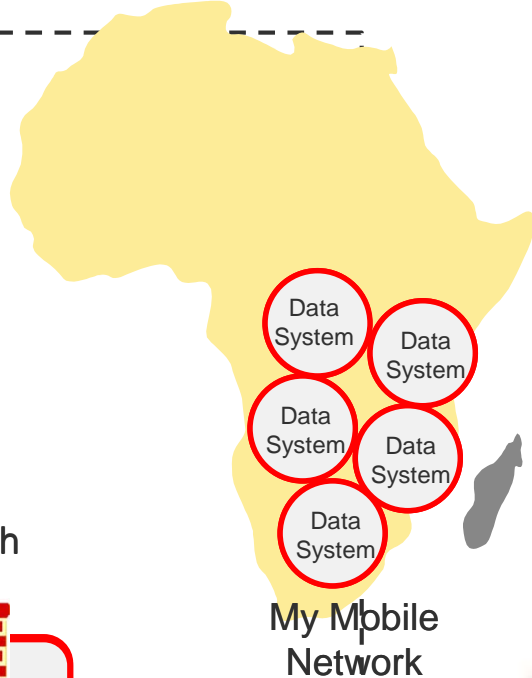 Data
System
Data
System
Data
System
Data
System
Data
System
h
My Mobile
Network